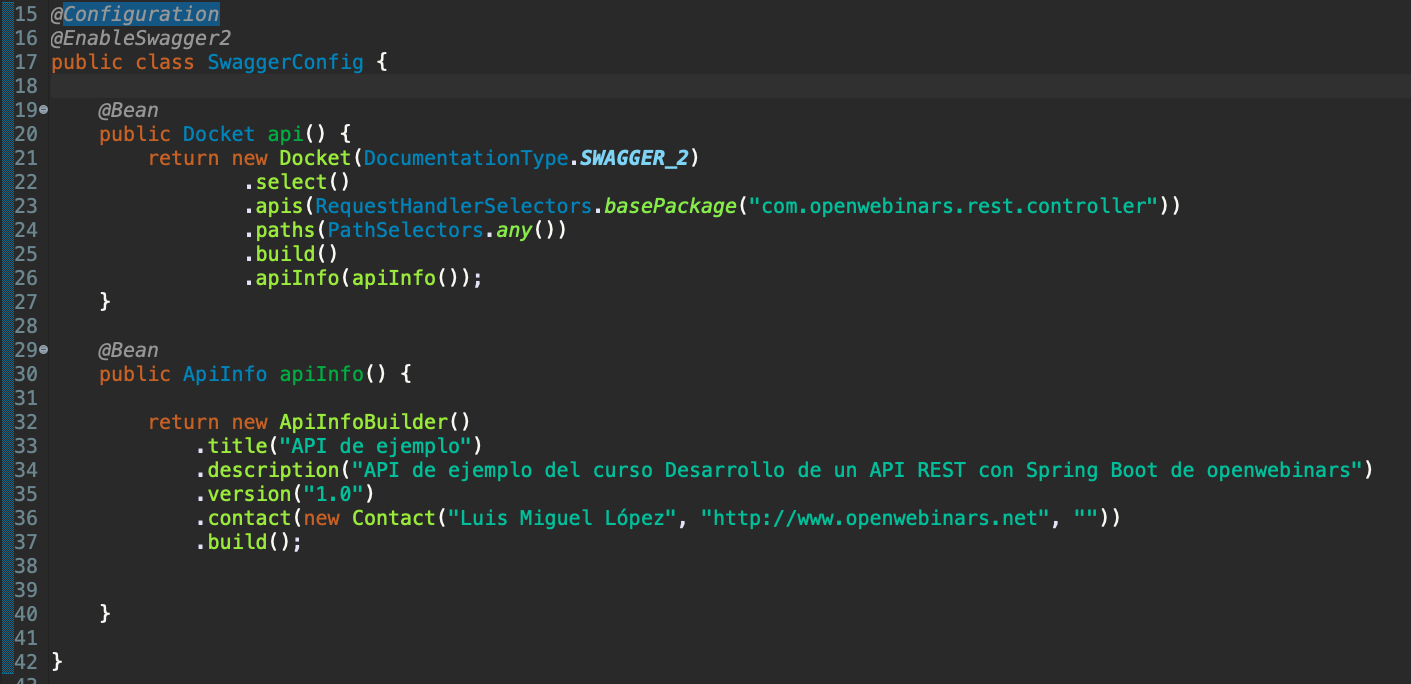 15 @Configuration
16 @EnableSwagger2
17 public class SwaggerConfig {
18
19     @Bean
20     public Docket api() {
21         return new Docket(DocumentationType.SWAGGER_2)
22                 .select()
23                 .apis(RequestHandlerSelectors.basePackage("com.openwebinars.rest.controller"))
24                 .paths(PathSelectors.any())
25                 .build()
26                 .apiInfo(apiInfo());
27     }
28
29     @Bean
30     public ApiInfo apiInfo() {
31
32         return new ApiInfoBuilder()
33             .title("API de ejemplo")
34             .description("API de ejemplo del curso Desarrollo de un API REST con Spring Boot de openwebinars")
35             .version("1.0")
36             .contact(new Contact("Luis Miguel López", "http://www.openwebinars.net", ""))
37             .build();
38
39
40     }
41
42 }
43